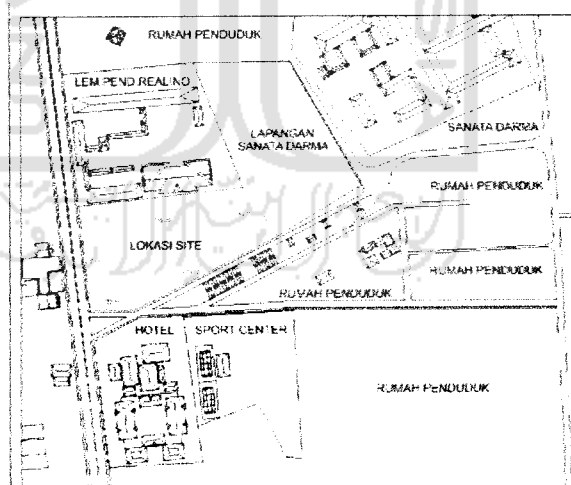 RUMAH PENDUDUK
LEM PEND REALINO
LAPANGAN
SANATA DARMA
SANATA DARMA
RUMAH PENDUDUK
LOKASI SITE
RUMAH PENDUDUK
RUMAH PENDUDUK
HOTEL
SPORT CENTER
RUMAH PENDUDUK